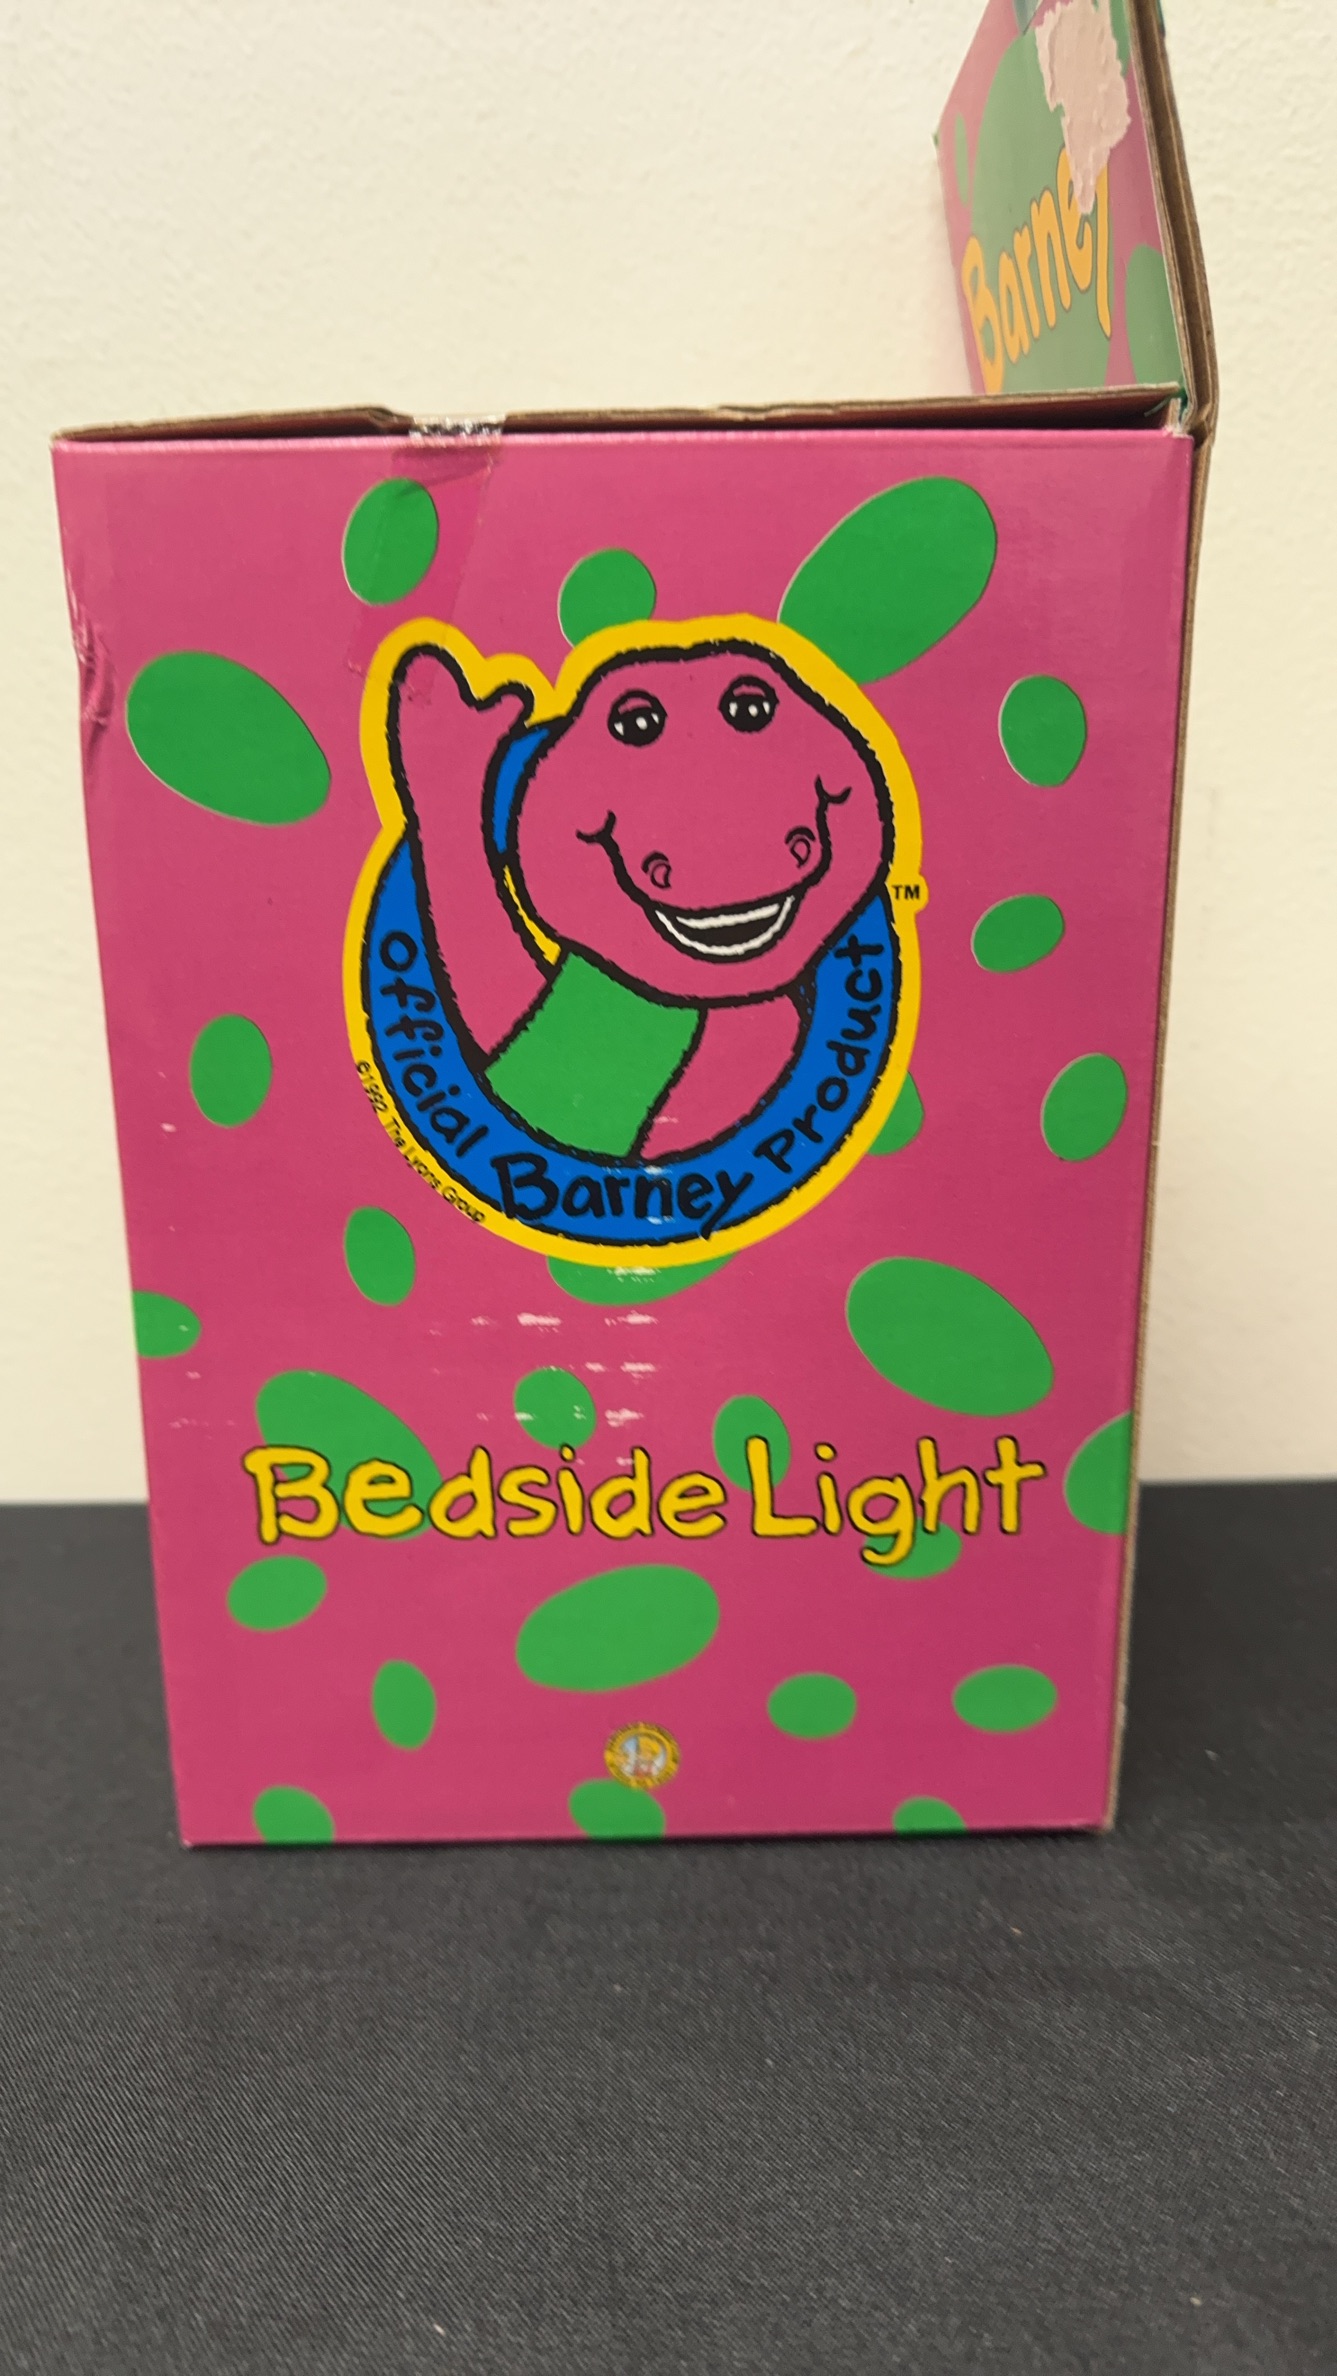 Barney
Official Barney Product
TM
©1992 The Lyons Group
Bedside Light